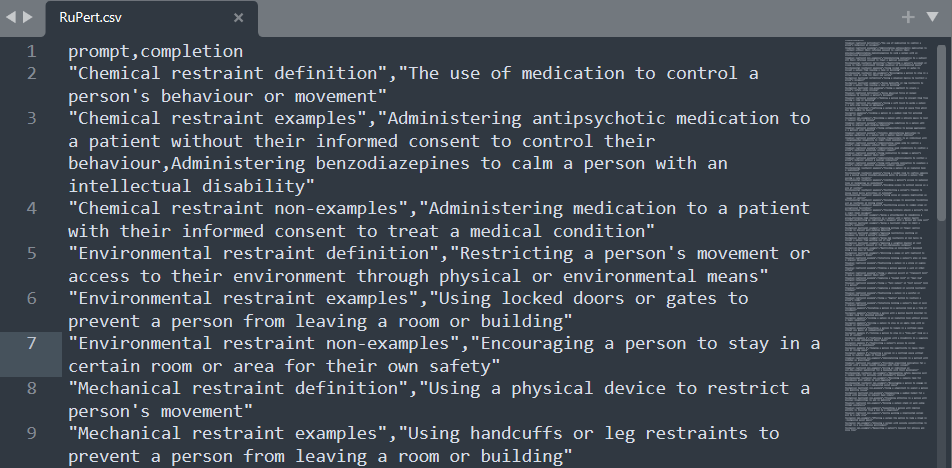 RuPert.csv
1 prompt,completion
2 "Chemical restraint definition","The use of medication to control a
person's behaviour or movement"
3 "Chemical restraint examples","Administering antipsychotic medication to
a patient without their informed consent to control their
behaviour,Administering benzodiazepines to calm a person with an
intellectual disability"
4 "Chemical restraint non-examples","Administering medication to a patient
with their informed consent to treat a medical condition"
5 "Environmental restraint definition","Restricting a person's movement or
access to their environment through physical or environmental means"
6 "Environmental restraint examples","Using locked doors or gates to
prevent a person from leaving a room or building"
7 "Environmental restraint non-examples","Encouraging a person to stay in a
certain room or area for their own safety"
8 "Mechanical restraint definition","Using a physical device to restrict a
person's movement"
9 "Mechanical restraint examples","Using handcuffs or leg restraints to
prevent a person from leaving a room or building"